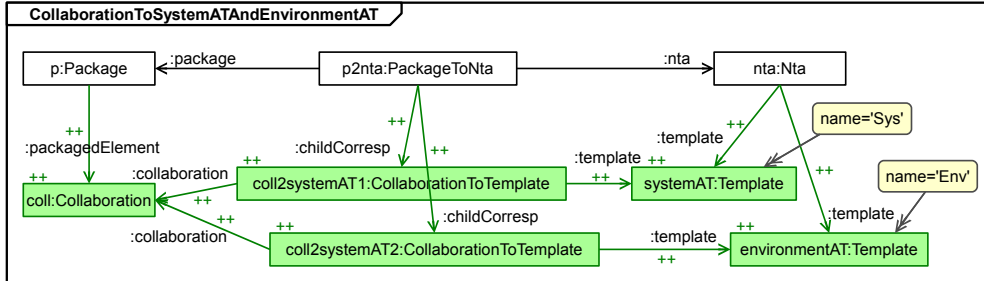 CollaborationToSystemATAndEnvironmentAT
:package
:nta
p:Package
p2nta:PackageToNta
nta:Nta
name='Sys'
++
++
++
++
++
:packagedElement
:childCorresp
:template
name='Env'
++
:collaboration
++
:template
++
coll:Collaboration
++
coll2systemAT1:CollaborationToTemplate
++
systemAT:Template
++
++
:childCorresp
:template
:collaboration
++
:template
++
coll2systemAT2:CollaborationToTemplate
++
environmentAT:Template